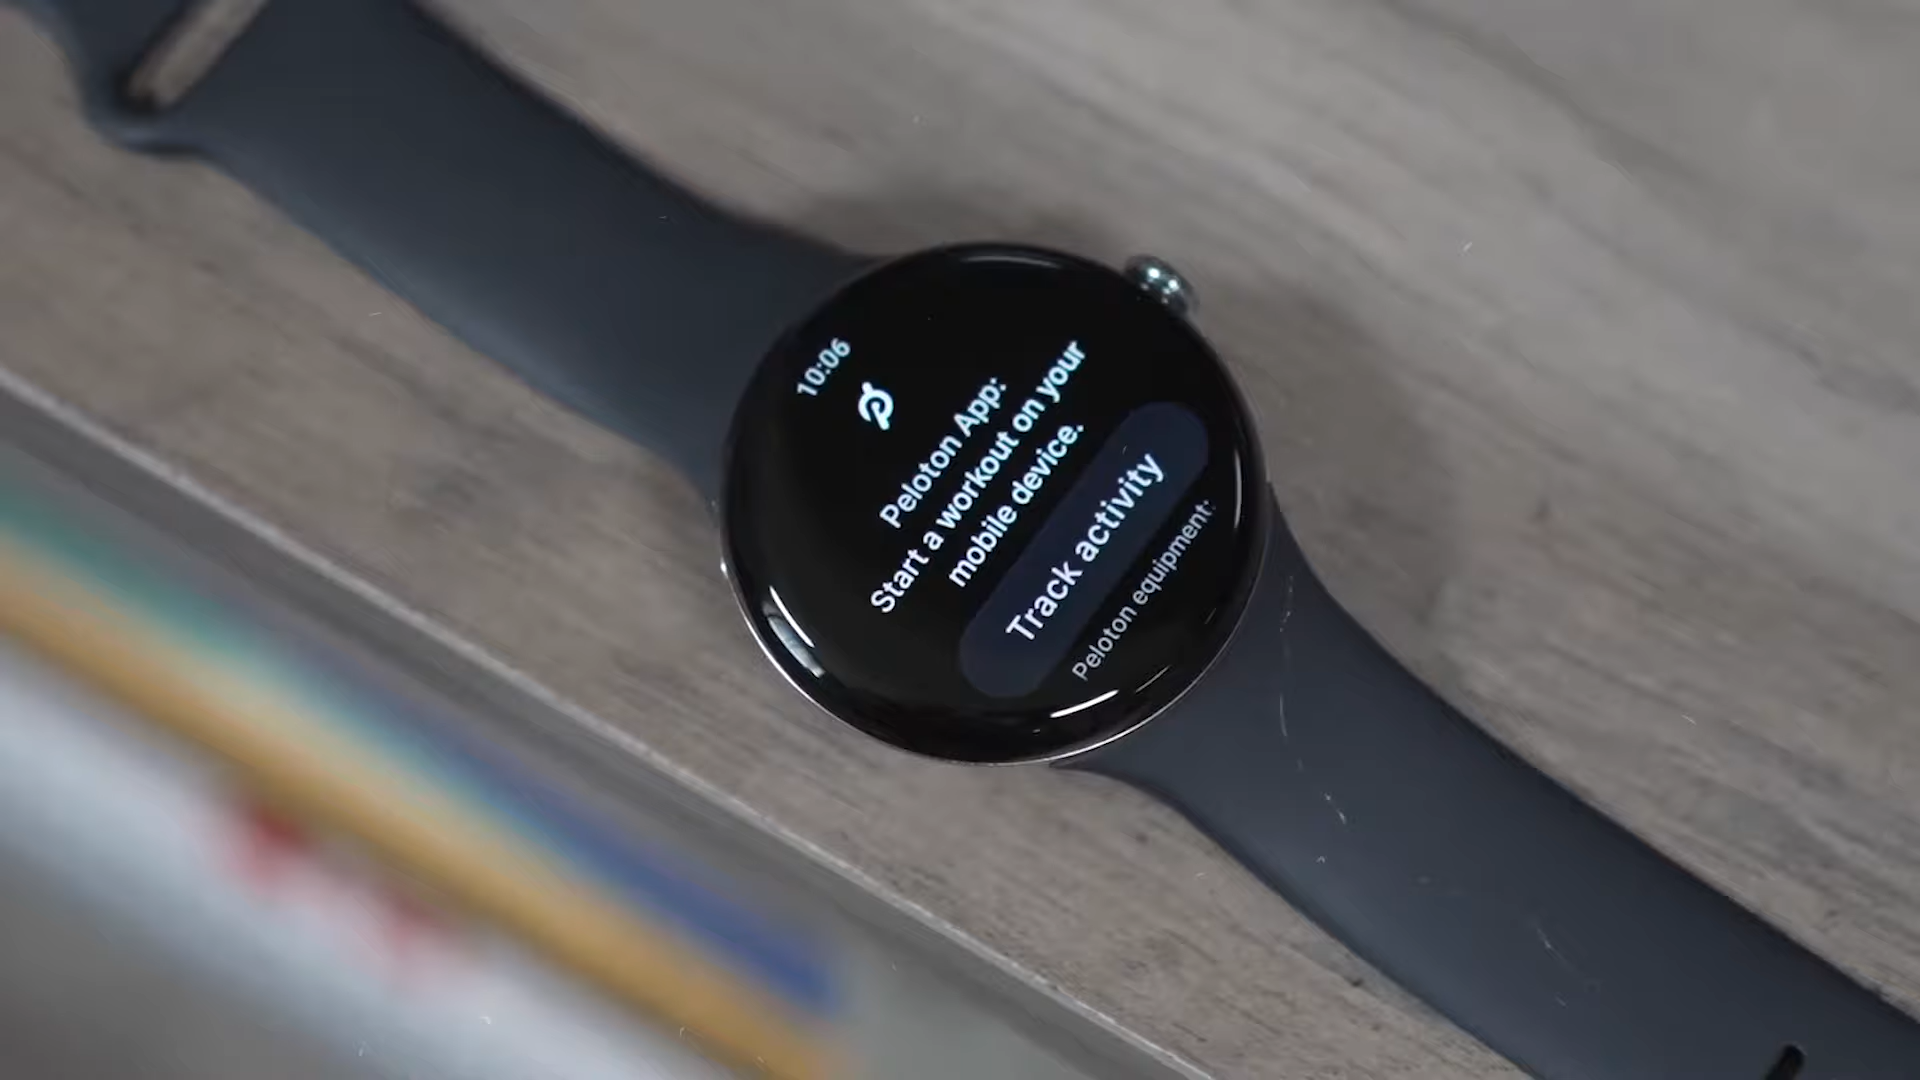 10:06
Peloton App:
Start a workout on your
mobile device.
Track activity
Peloton equipment: